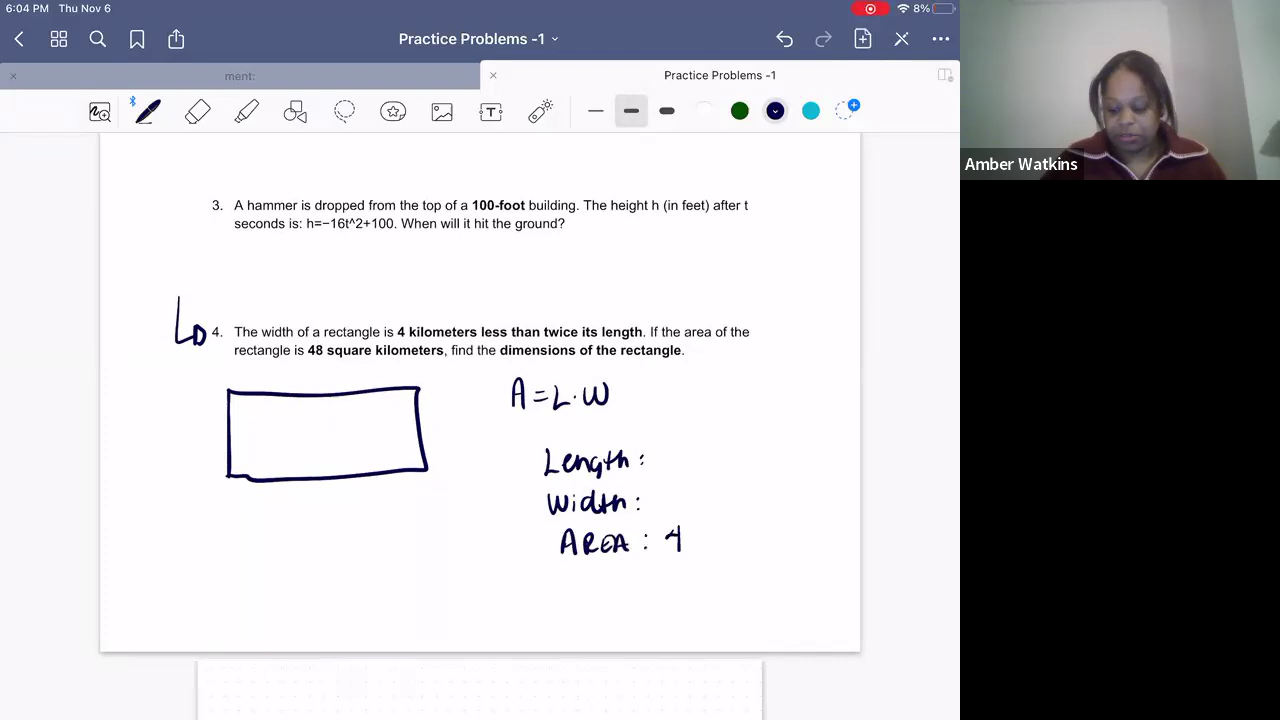 6:04 PM Thu Nov 6
8%
Practice Problems -1
ment:
Practice Problems -1
T
Amber Watkins
3. A hammer is dropped from the top of a 100-foot building. The height h (in feet) after t
seconds is: h=−16t^2+100. When will it hit the ground?
4. The width of a rectangle is 4 kilometers less than twice its length. If the area of the
rectangle is 48 square kilometers, find the dimensions of the rectangle.
A = L · W
Length :
Width :
AREA : 4